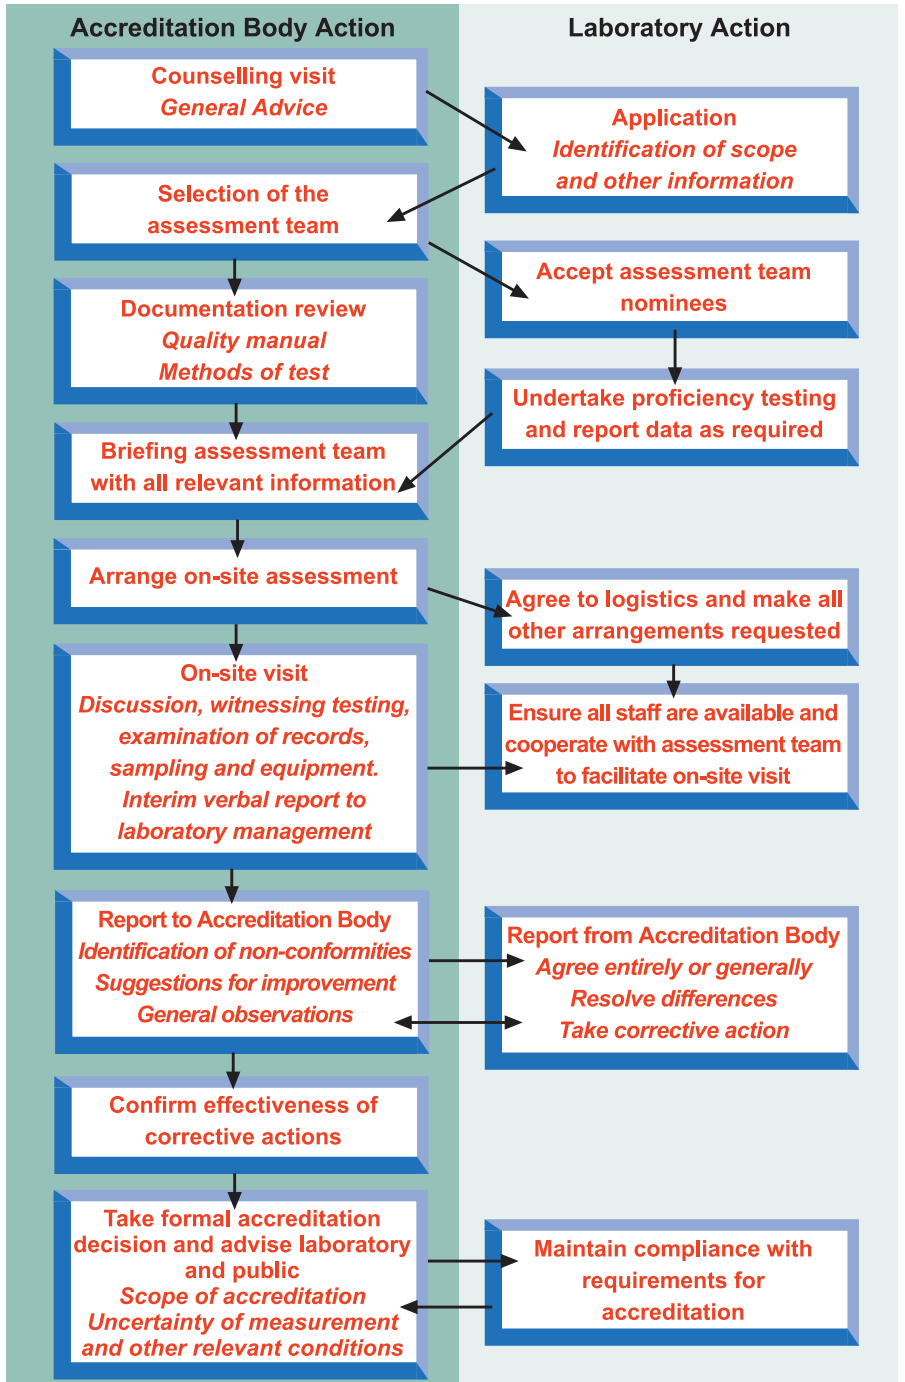 Accreditation Body Action
Laboratory Action
Counselling visit
General Advice
Application
Identification of scope
and other information
Selection of the
assessment team
Accept assessment team
nominees
Documentation review
Quality manual
Methods of test
Undertake proficiency testing
and report data as required
Briefing assessment team
with all relevant information
Arrange on-site assessment
Agree to logistics and make all
other arrangements requested
On-site visit
Discussion, witnessing testing,
examination of records,
sampling and equipment.
Interim verbal report to
laboratory management
Ensure all staff are available and
cooperate with assessment team
to facilitate on-site visit
Report to Accreditation Body
Identification of non-conformities
Suggestions for improvement
General observations
Report from Accreditation Body
Agree entirely or generally
Resolve differences
Take corrective action
Confirm effectiveness of
corrective actions
Take formal accreditation
decision and advise laboratory
and public
Scope of accreditation
Uncertainty of measurement
and other relevant conditions
Maintain compliance with
requirements for
accreditation